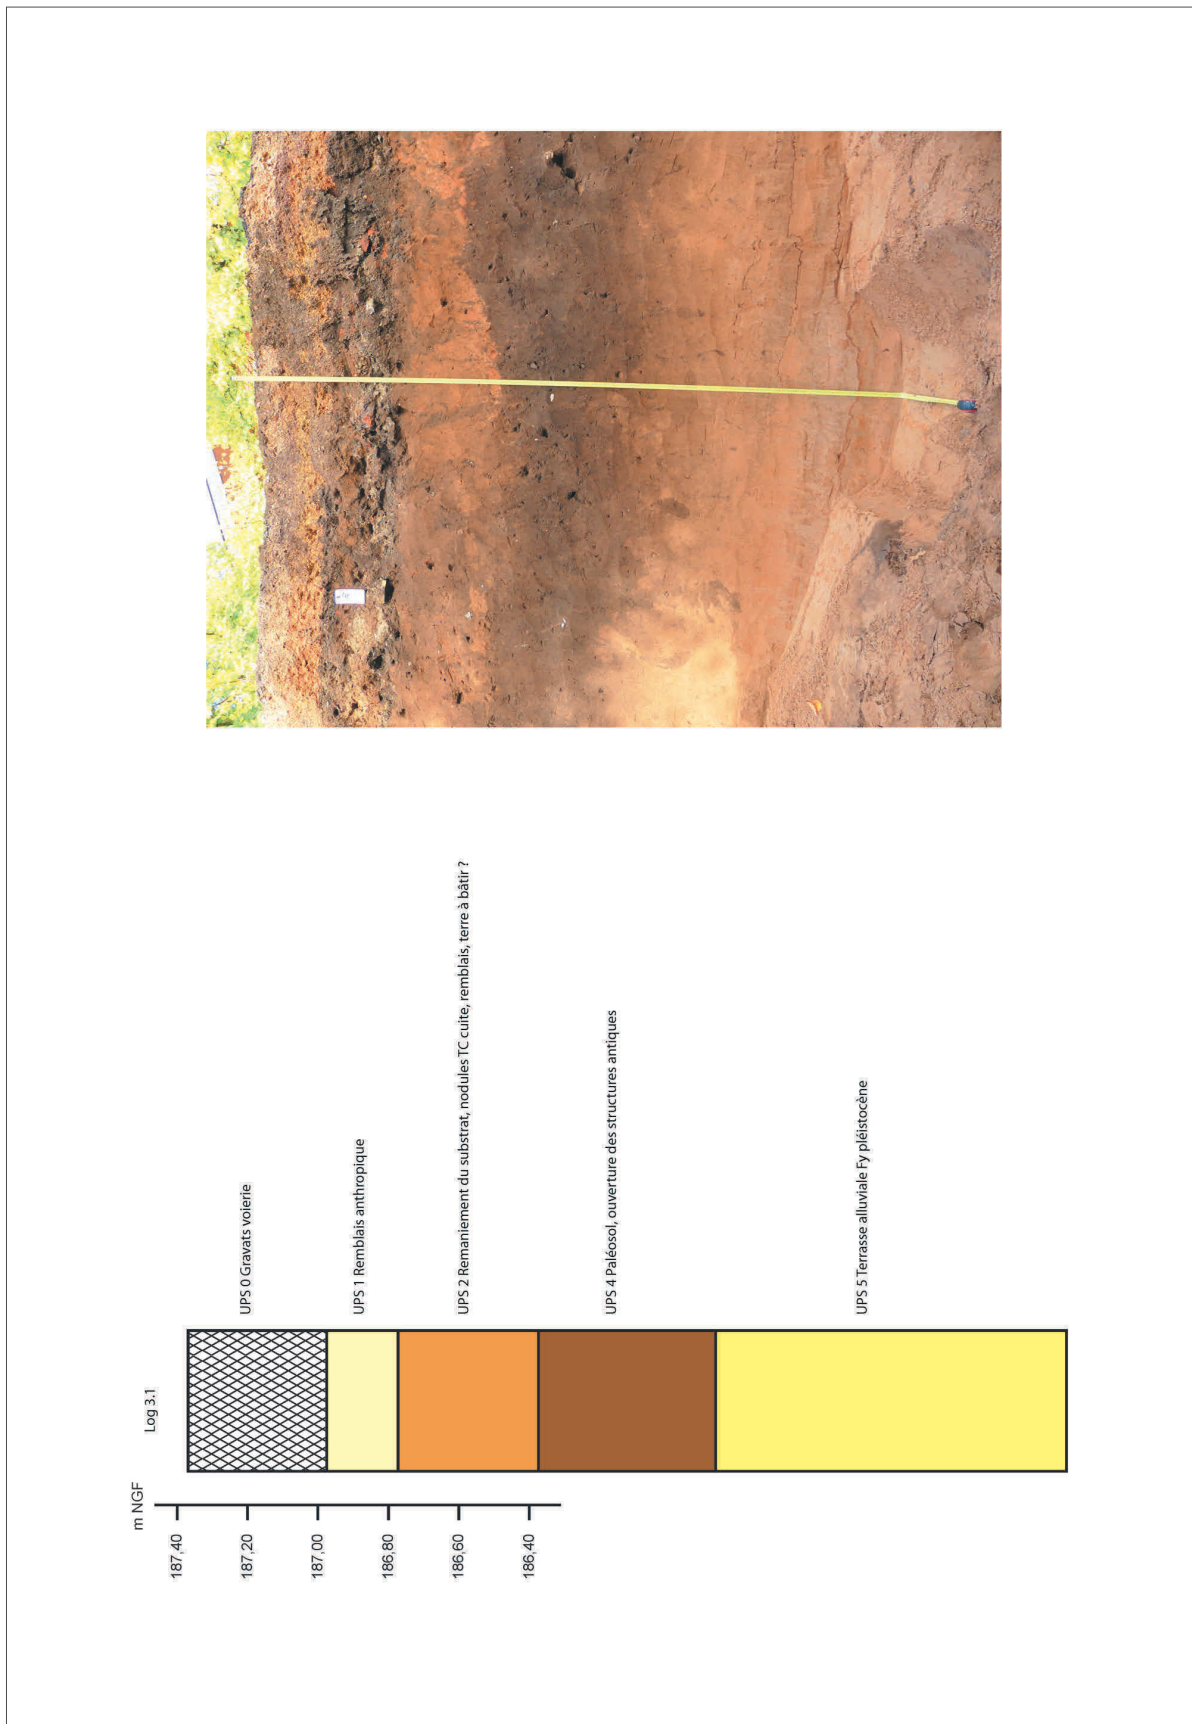 Log 3.1
m NGF
187,40
187,20
187,00
186,80
186,60
186,40
UPS 0 Gravats voierie
UPS 1 Remblais anthropique
UPS 2 Remaniement du substrat, nodules TC cuite, remblais, terre à bâtir ?
UPS 4 Paléosol, ouverture des structures antiques
UPS 5 Terrasse alluviale Fy pléistocène